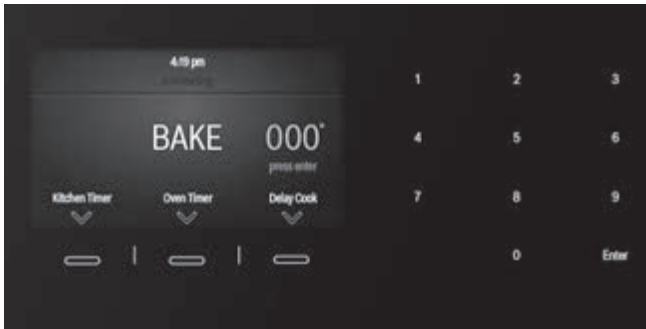 4:19 pm
BAKE 000°
press enter
Kitchen Timer Oven Timer Delay Cook
1 2 3
4 5 6
7 8 9
0 Enter